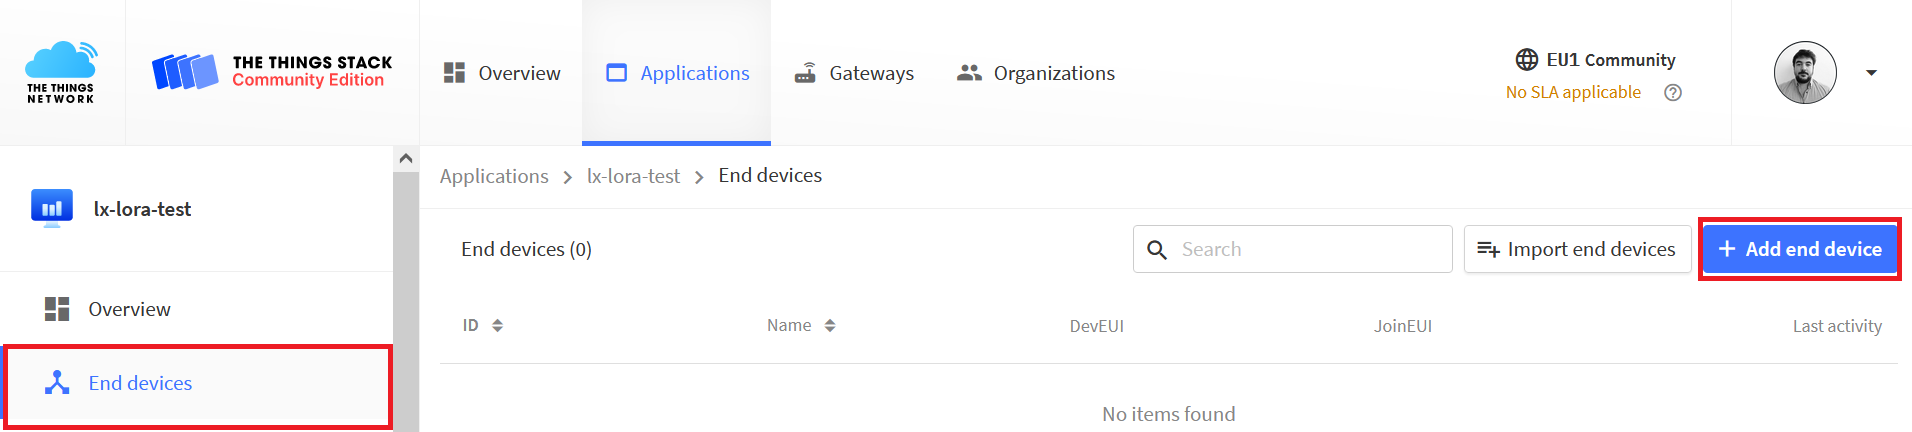 THE THINGS
NETWORK
THE THINGS STACK
Community Edition
Overview
Applications
Gateways
Organizations
EU1 Community
No SLA applicable
lx-lora-test
Overview
End devices
Applications > lx-lora-test > End devices
End devices (0)
Search
Import end devices
+ Add end device
ID
Name
DevEUI
JoinEUI
Last activity
No items found